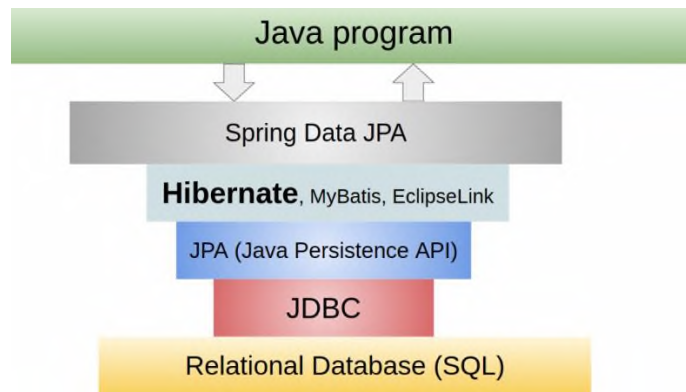 Java program
Spring Data JPA
Hibernate, MyBatis, EclipseLink
JPA (Java Persistence API)
JDBC
Relational Database (SQL)